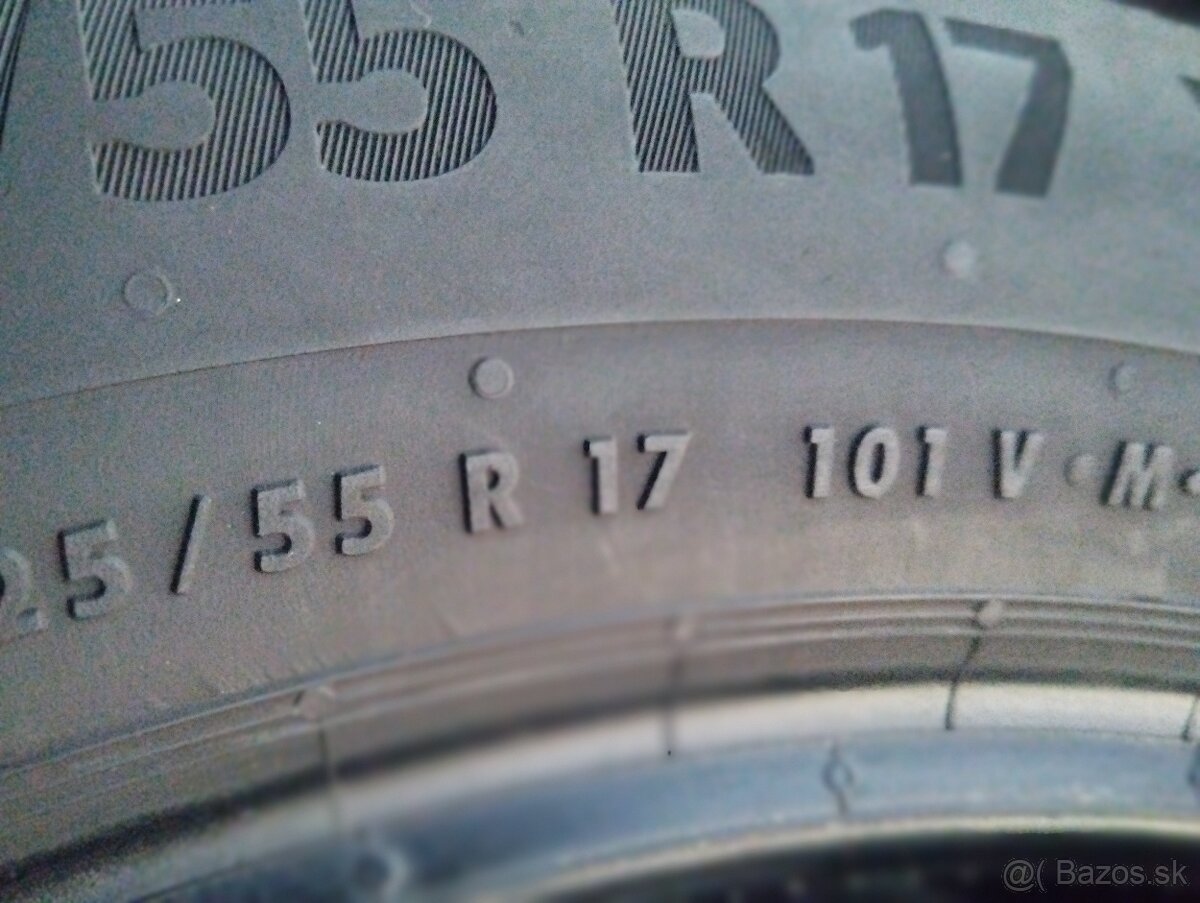 /55 R 17
25/55 R 17 101 V •M•
@( Bazos.sk